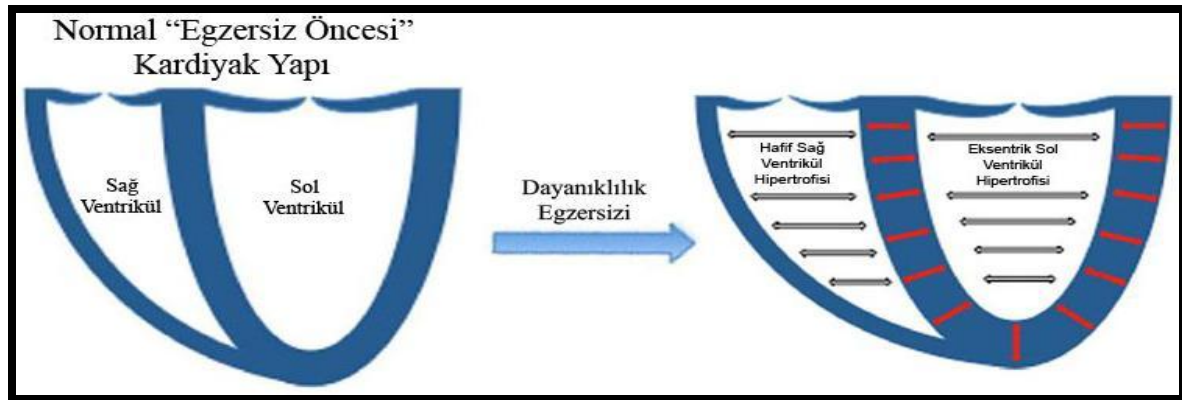 Normal “Egzersiz Öncesi”
Kardiyak Yapı
Sağ
Ventrikül
Sol
Ventrikül
Dayanıklılık
Egzersizi
Hafif Sağ
Ventrikül
Hipertrofisi
Eksentrik Sol
Ventrikül
Hipertrofisi